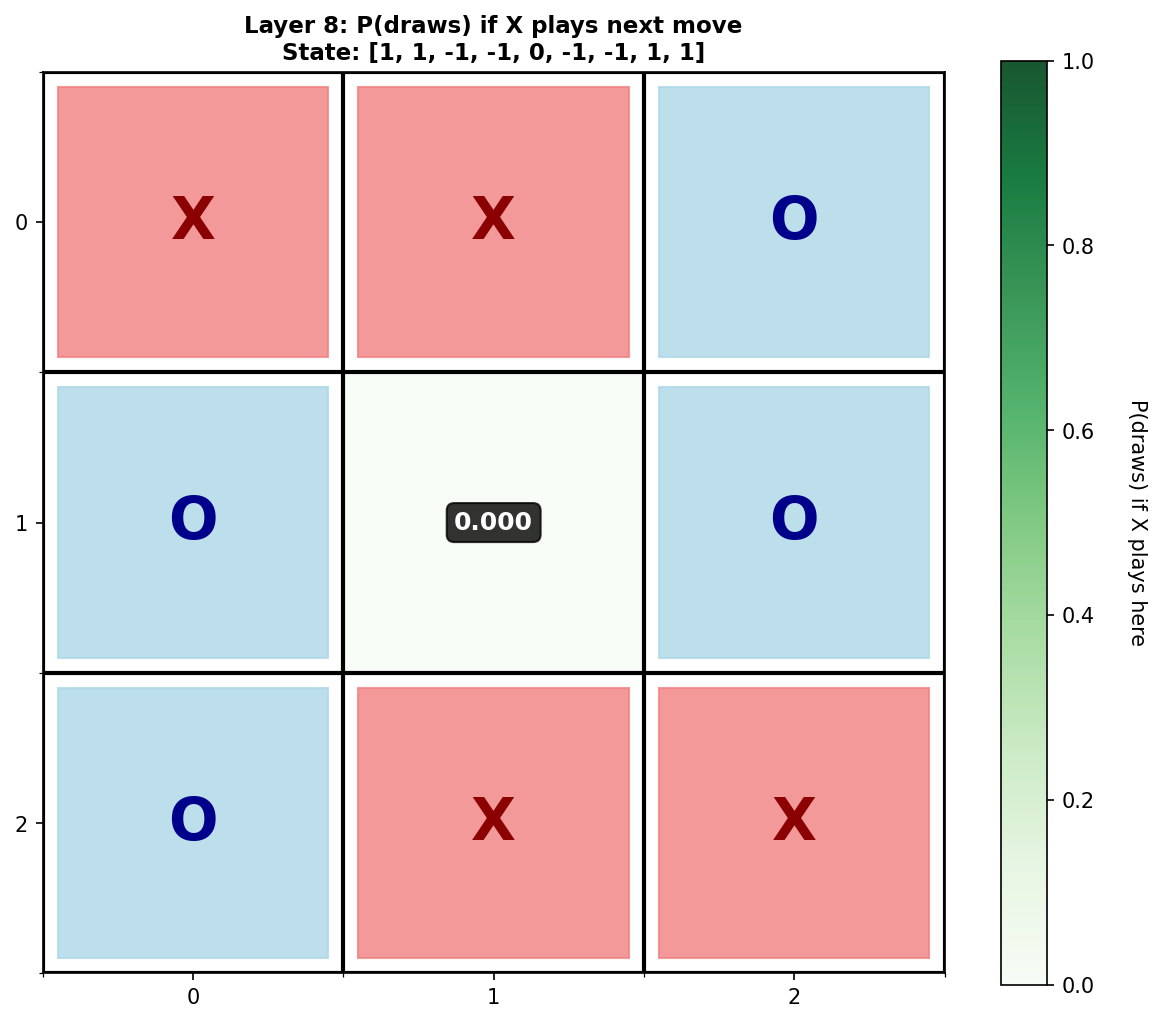 Layer 8: P(draws) if X plays next move
State: [1, 1, -1, -1, 0, -1, -1, 1, 1]
X X O
O 0.000 O
O X X
0
1
2
0 1 2
1.0
0.8
0.6
0.4
0.2
0.0
P(draws) if X plays here